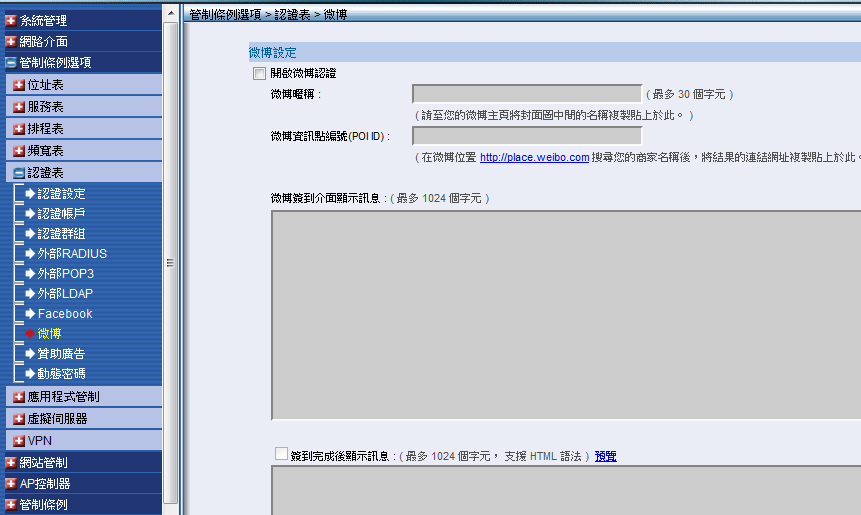 系統管理
網路介面
管制條例選項
位址表
服務表
排程表
頻寬表
認證表
認證設定
認證帳戶
認證群組
外部RADIUS
外部POP3
外部LDAP
Facebook
微博
贊助廣告
動態密碼
應用程式管制
虛擬伺服器
VPN
網站管制
AP控制器
管制條例
管制條例選項 > 認證表 > 微博
微博設定
開啟微博認證
微博暱稱 :
( 最多 30 個字元 )
( 請至您的微博主頁將封面圖中間的名稱複製貼上於此。 )
微博資訊點編號(POI ID) :
( 在微博位置 http://place.weibo.com 搜尋您的商家名稱後，將結果的連結網址複製貼上於此。
微博簽到介面顯示訊息 : ( 最多 1024 個字元 )
簽到完成後顯示訊息 : ( 最多 1024 個字元， 支援 HTML 語法 ) 預覽